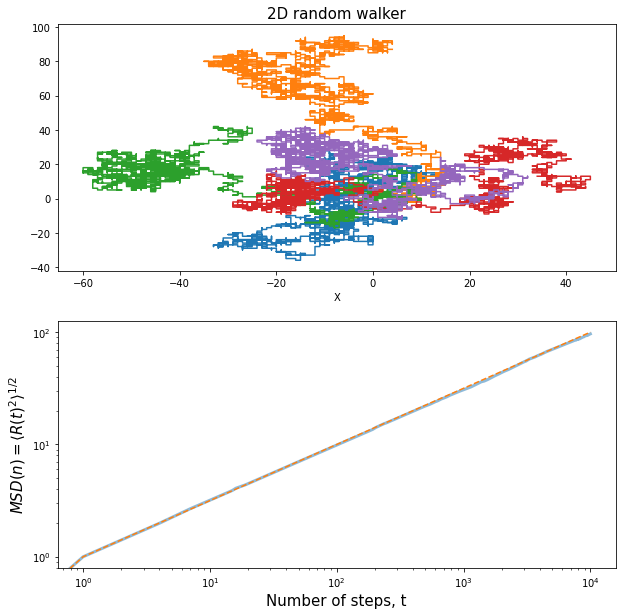 2D random walker
100
80
60
40
20
0
−20
−40
−60 −40 −20 0 20 40
X
MSD(n) = ⟨R(t)²⟩^{1/2}
10²
10¹
10⁰
10⁰ 10¹ 10² 10³ 10⁴
Number of steps, t